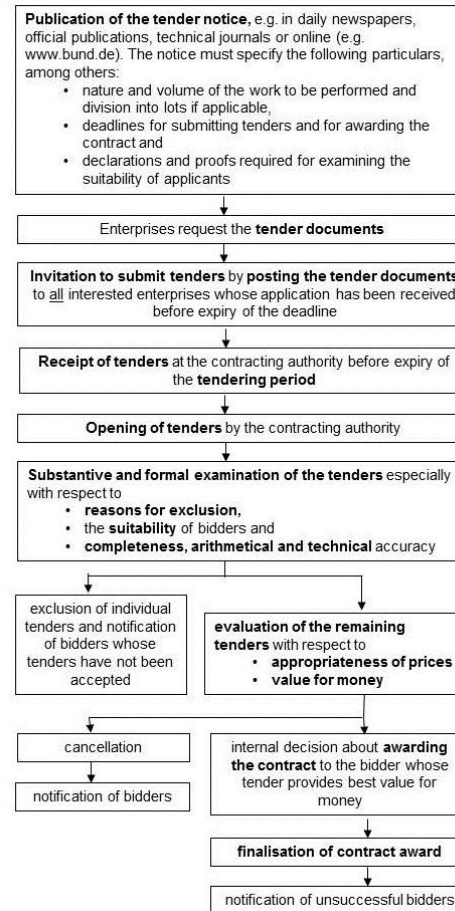 Publication of the tender notice, e.g. in daily newspapers,
official publications, technical journals or online (e.g.
www.bund.de). The notice must specify the following particulars,
among others:
• nature and volume of the work to be performed and
division into lots if applicable,
• deadlines for submitting tenders and for awarding the
contract and
• declarations and proofs required for examining the
suitability of applicants
Enterprises request the tender documents
Invitation to submit tenders by posting the tender documents
to all interested enterprises whose application has been received
before expiry of the deadline
Receipt of tenders at the contracting authority before expiry of
the tendering period
Opening of tenders by the contracting authority
Substantive and formal examination of the tenders especially
with respect to
• reasons for exclusion,
• the suitability of bidders and
• completeness, arithmetical and technical accuracy
exclusion of individual
tenders and notification
of bidders whose
tenders have not been
accepted
evaluation of the remaining
tenders with respect to
• appropriateness of prices
• value for money
cancellation
notification of bidders
internal decision about awarding
the contract to the bidder whose
tender provides best value for
money
finalisation of contract award
notification of unsuccessful bidders